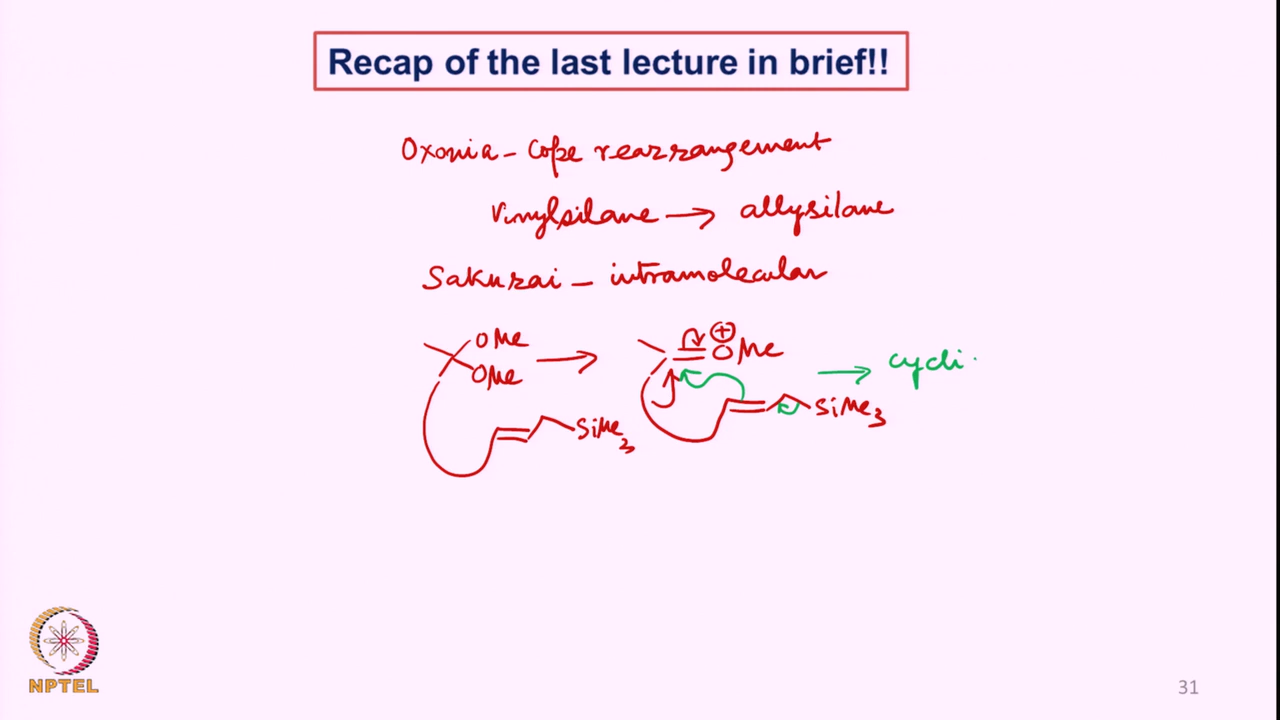 Recap of the last lecture in brief!!
Oxonia - Cope rearrangement
Vinylsilane → allysilane
Sakurai - intramolecular
OMe
OMe
SiMe3
→
⊕
OMe
SiMe3
→ cycli
NPTEL
31